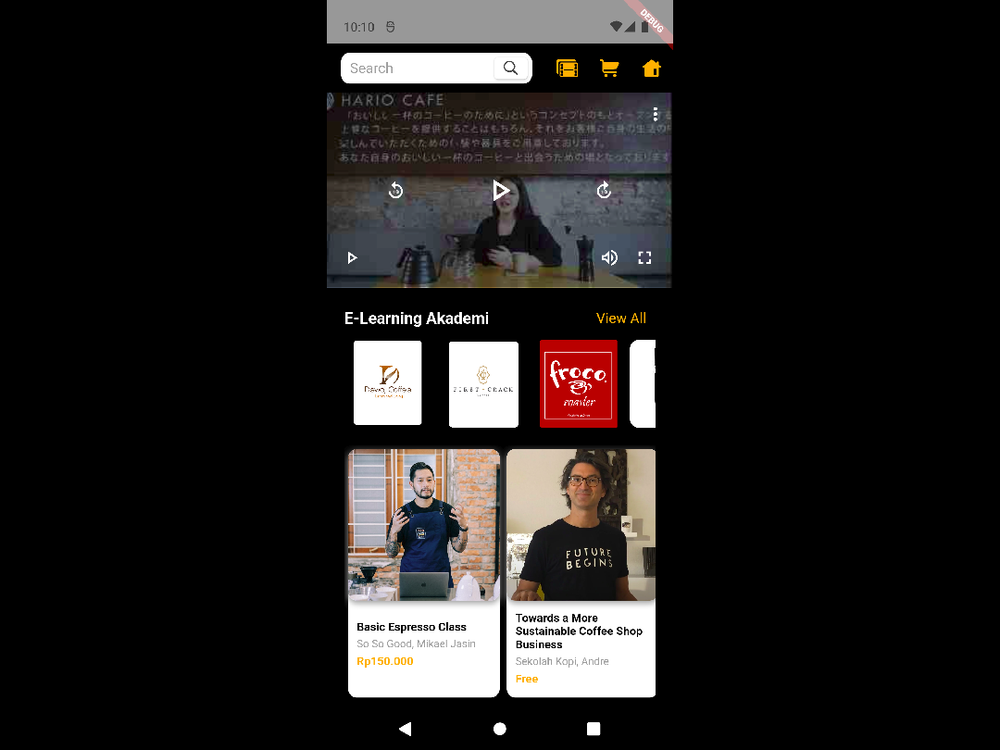 10:10
DEBUG
Search
HARIO CAFE
「おいしい一杯のコーヒーのために」というコンセプトのもとオープンする
上質なコーヒーを提供することはもちろん、それをお客様ご自身の生活の中
楽しんでいただくための
験や器具をご用意しております。
あなた自身のおいしい一杯のコーヒーと出会うための場となっております
E-Learning Akademi
View All
Dewa Coffee
FIRST-CRACK
froco
roaster
FUTURE
BEGINS
Basic Espresso Class
So So Good, Mikael Jasin
Rp150.000
Towards a More
Sustainable Coffee Shop
Business
Sekolah Kopi, Andre
Free